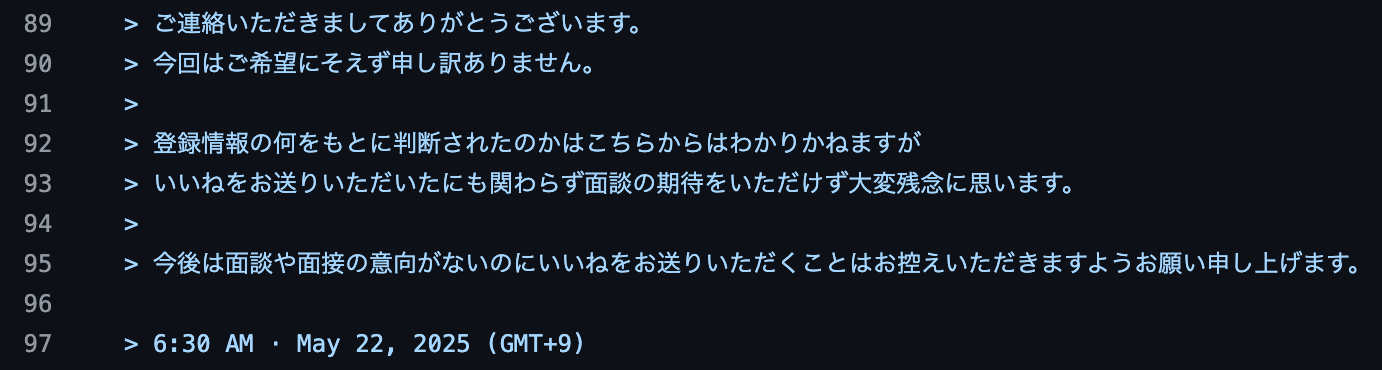 89 > ご連絡いただきましてありがとうございます。
90 > 今回はご希望にそえず申し訳ありません。
91 >
92 > 登録情報の何をもとに判断されたのかはこちらからはわかりかねますが
93 > いいねをお送りいただいたにも関わらず面談の期待をいただけず大変残念に思います。
94 >
95 > 今後は面談や面接の意向がないのにいいねをお送りいただくことはお控えいただきますようお願い申し上げます。
96
97 > 6:30 AM · May 22, 2025 (GMT+9)